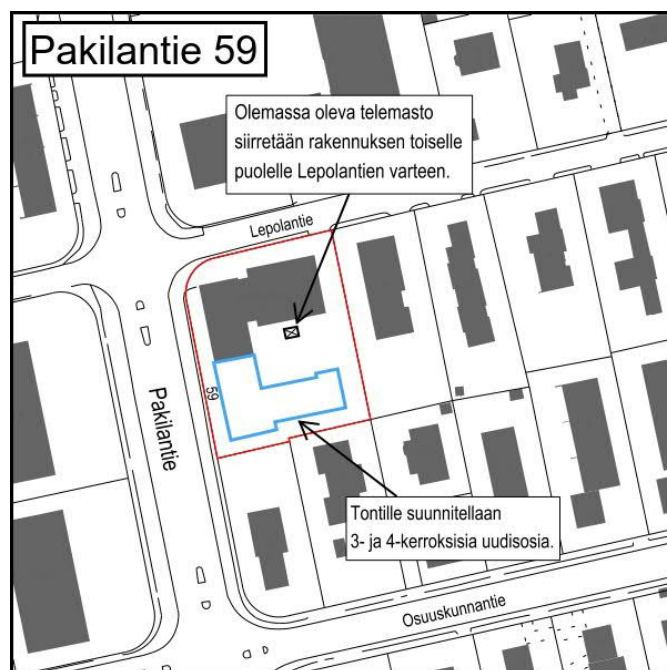 Pakilantie 59
Olemassa oleva telemasto
siirretään rakennuksen toiselle
puolelle Lepolantien varteen.
Lepolantie
59
Pakilantie
Tontille suunnitellaan
3- ja 4-kerroksisia uudisosia.
Osuuskunnantie